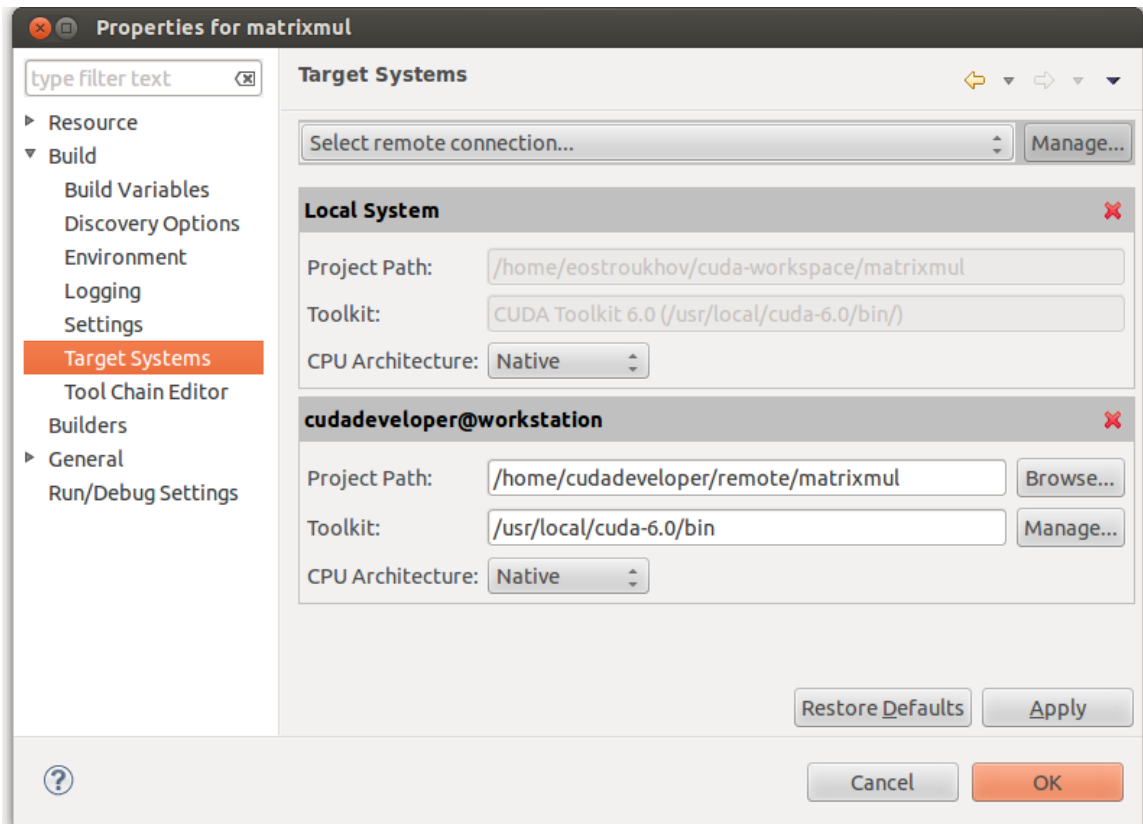 Properties for matrixmul
type filter text
Resource
Build
Build Variables
Discovery Options
Environment
Logging
Settings
Target Systems
Tool Chain Editor
Builders
General
Run/Debug Settings
Target Systems
Select remote connection...
Manage...
Local System
Project Path: /home/eostroukhov/cuda-workspace/matrixmul
Toolkit: CUDA Toolkit 6.0 (/usr/local/cuda-6.0/bin/)
CPU Architecture: Native
cudadeveloper@workstation
Project Path: /home/cudadeveloper/remote/matrixmul Browse...
Toolkit: /usr/local/cuda-6.0/bin Manage...
CPU Architecture: Native
Restore Defaults Apply
? Cancel OK